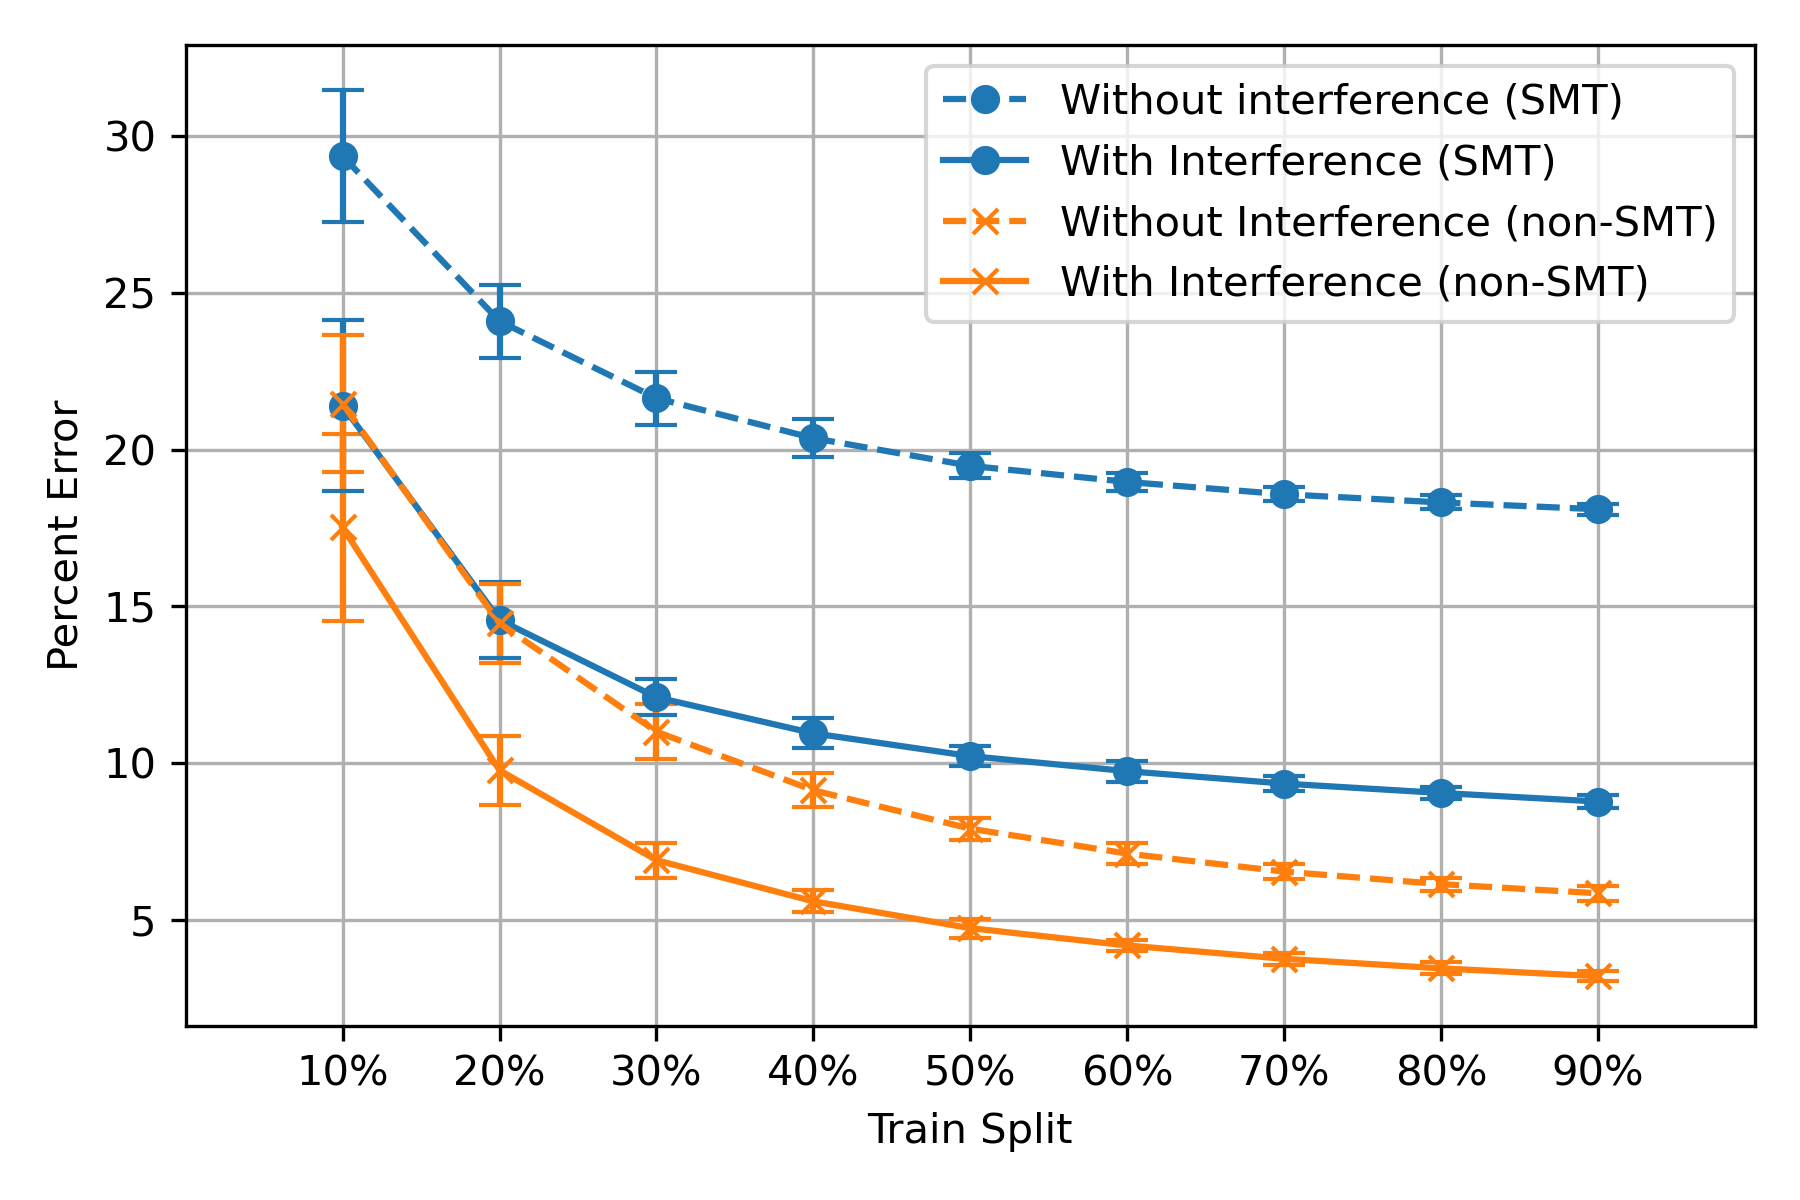 Without interference (SMT)
With Interference (SMT)
Without Interference (non-SMT)
With Interference (non-SMT)
30
25
20
15
10
5
Percent Error
10% 20% 30% 40% 50% 60% 70% 80% 90%
Train Split